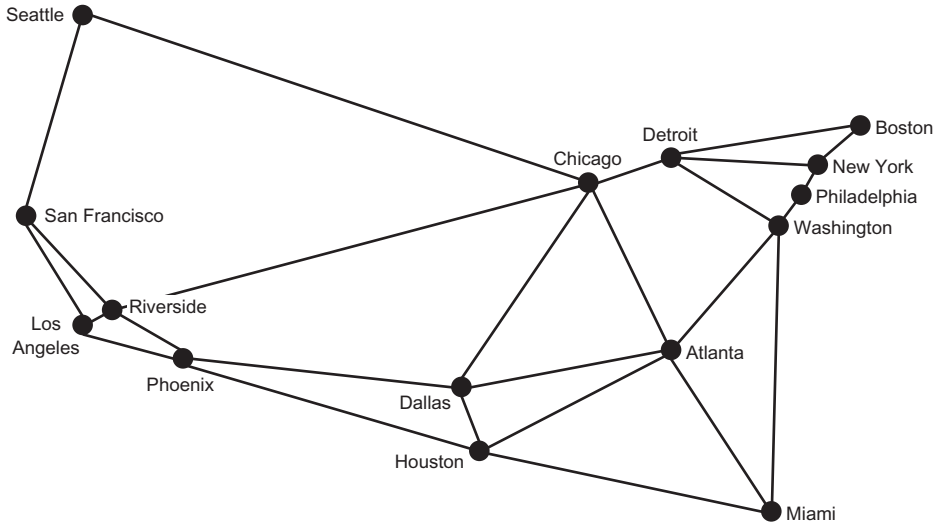 Seattle
Boston
Detroit
Chicago
New York
Philadelphia
San Francisco
Washington
Riverside
Los
Angeles
Atlanta
Phoenix
Dallas
Houston
Miami